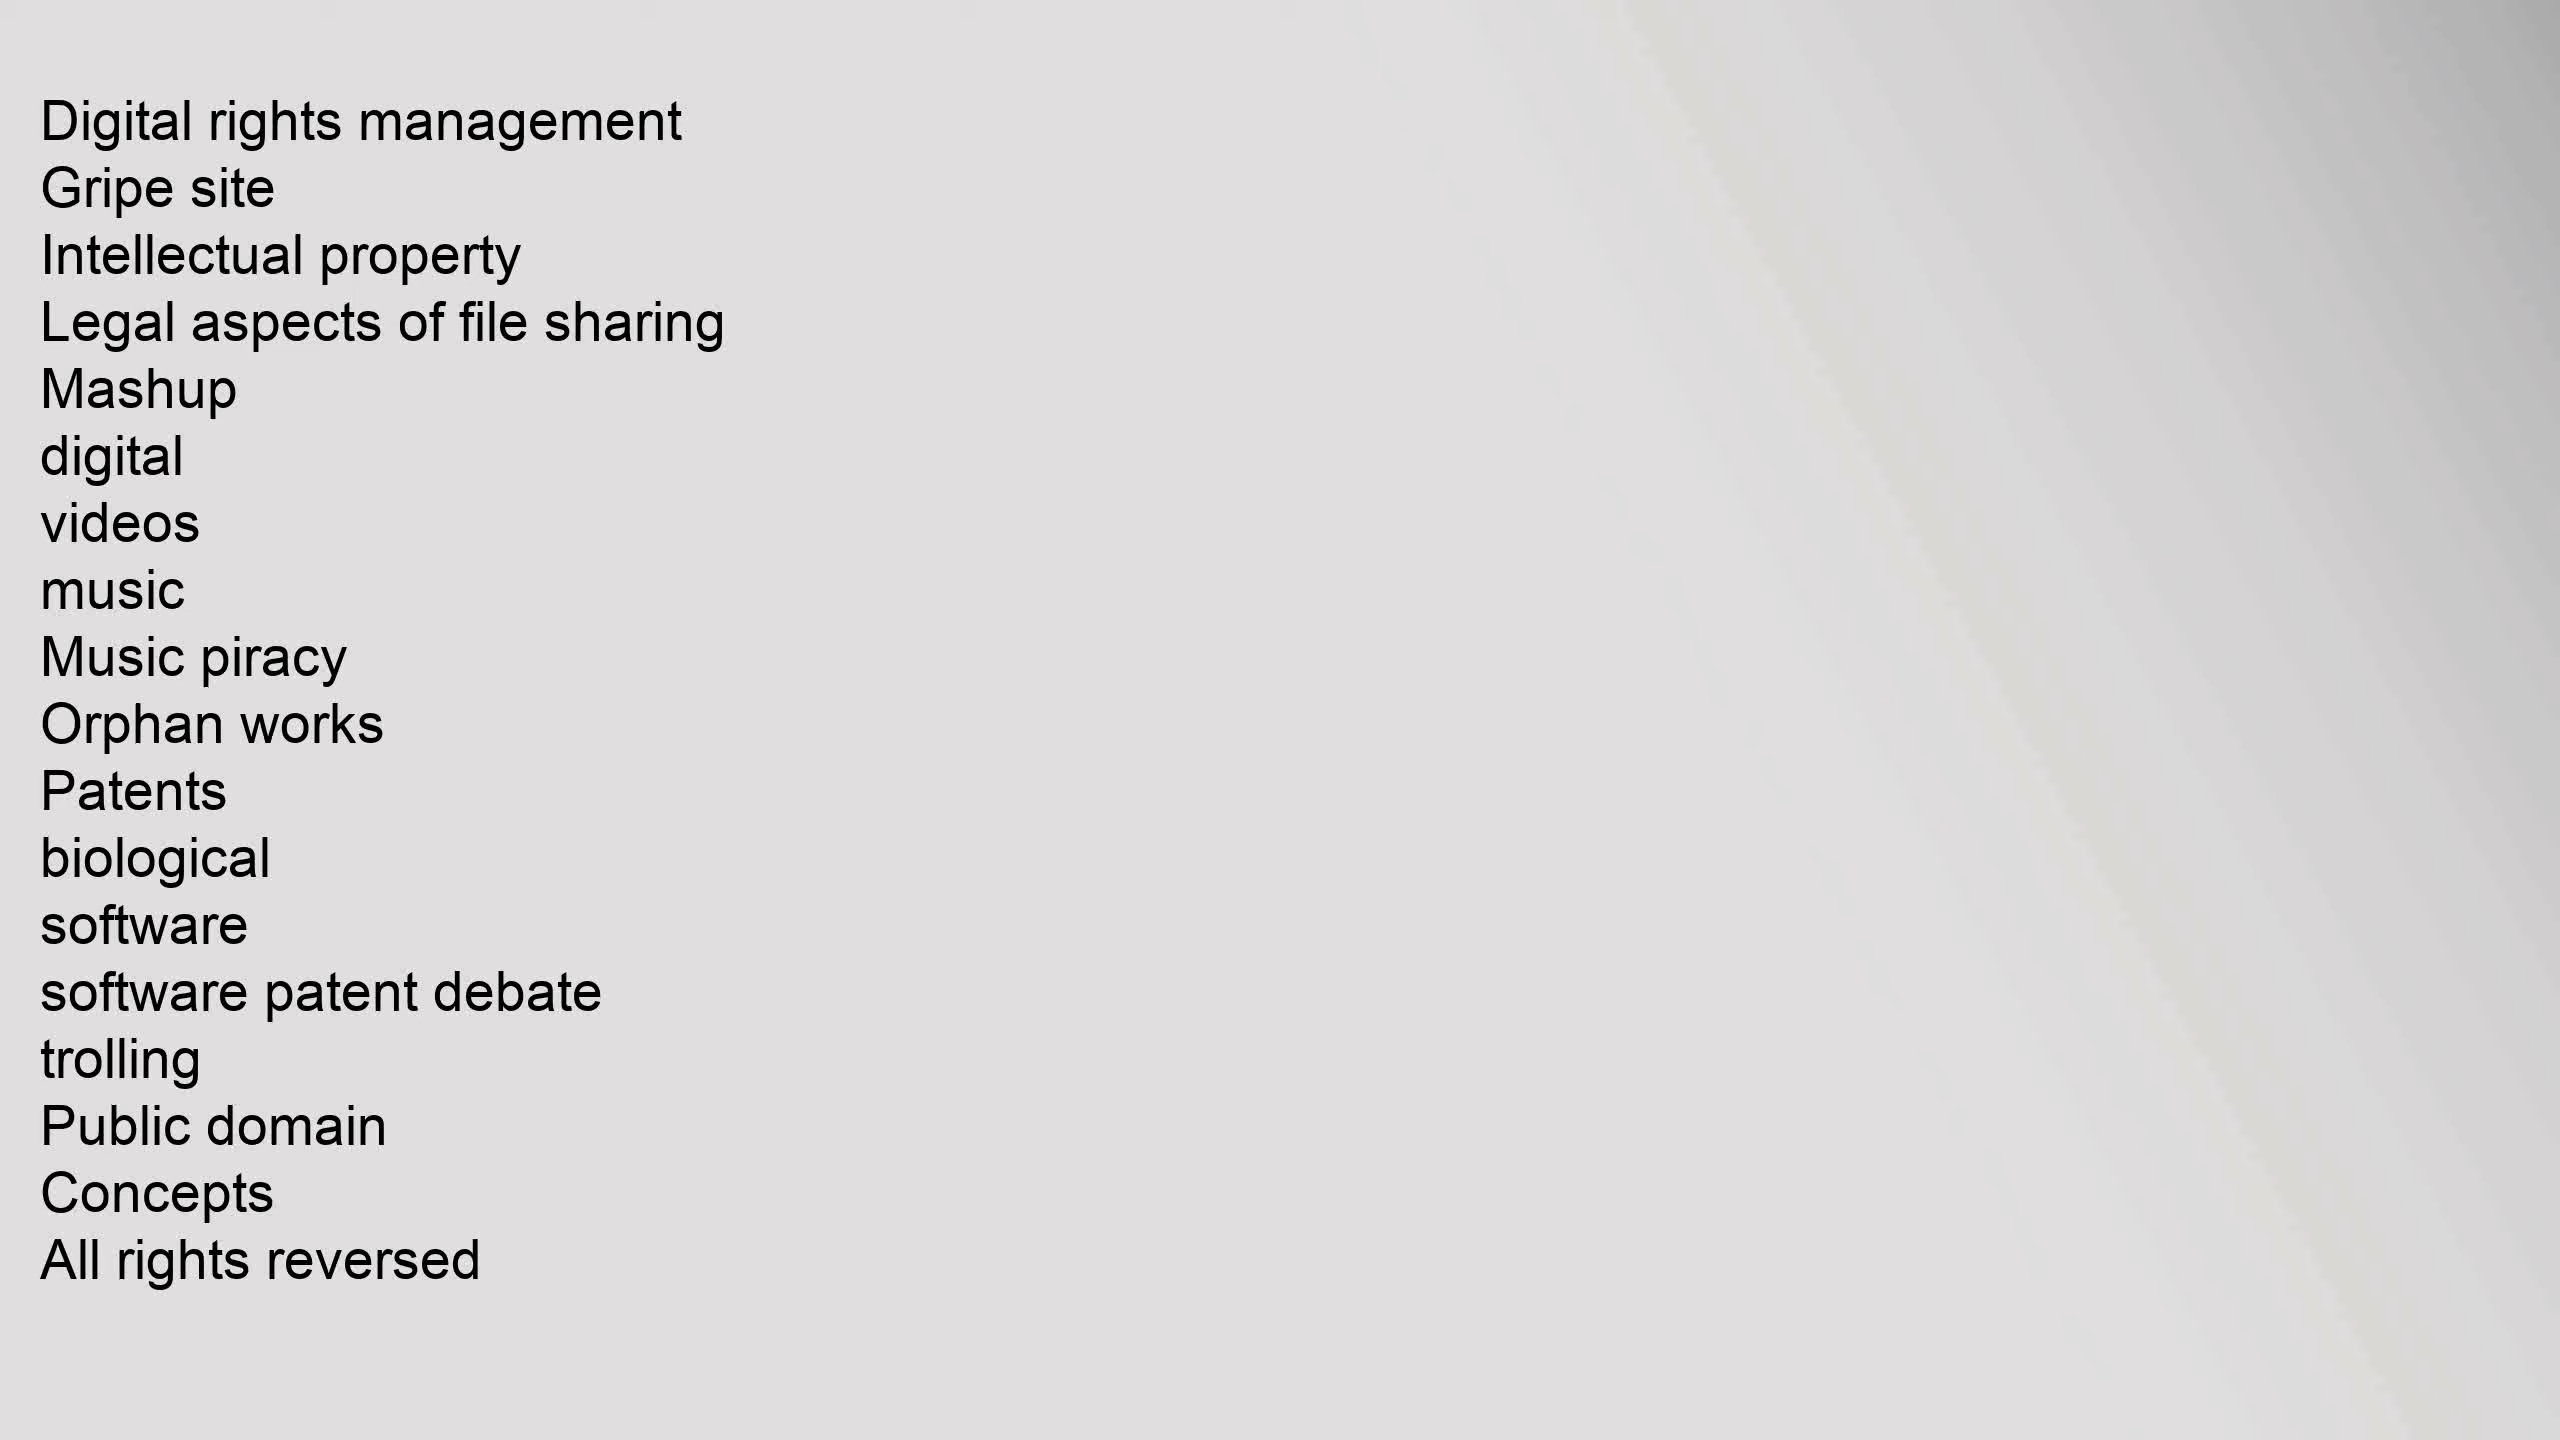 Digital rights management
Gripe site
Intellectual property
Legal aspects of file sharing
Mashup
digital
videos
music
Music piracy
Orphan works
Patents
biological
software
software patent debate
trolling
Public domain
Concepts
All rights reversed